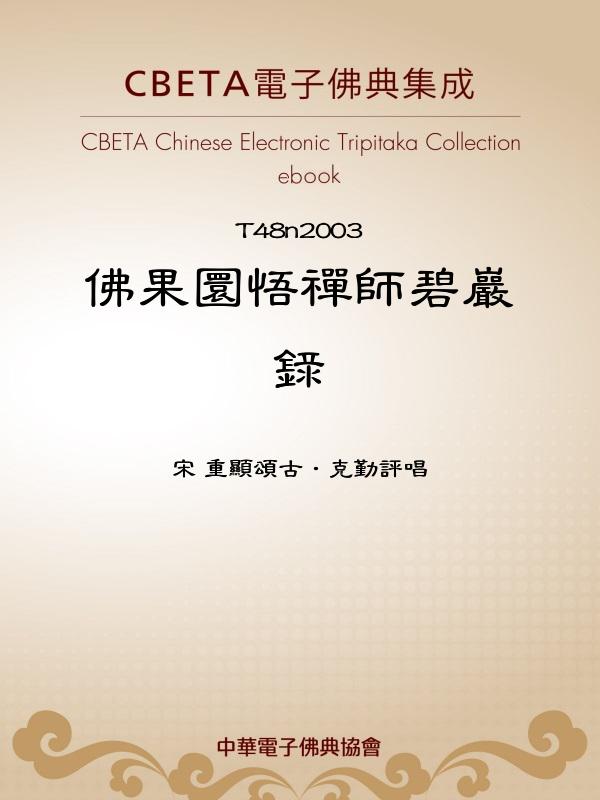 CBETA電子佛典集成
CBETA Chinese Electronic Tripitaka Collection
ebook
T48n2003
佛果圜悟禪師碧巖
錄
宋 重顯頌古．克勤評唱
中華電子佛典協會